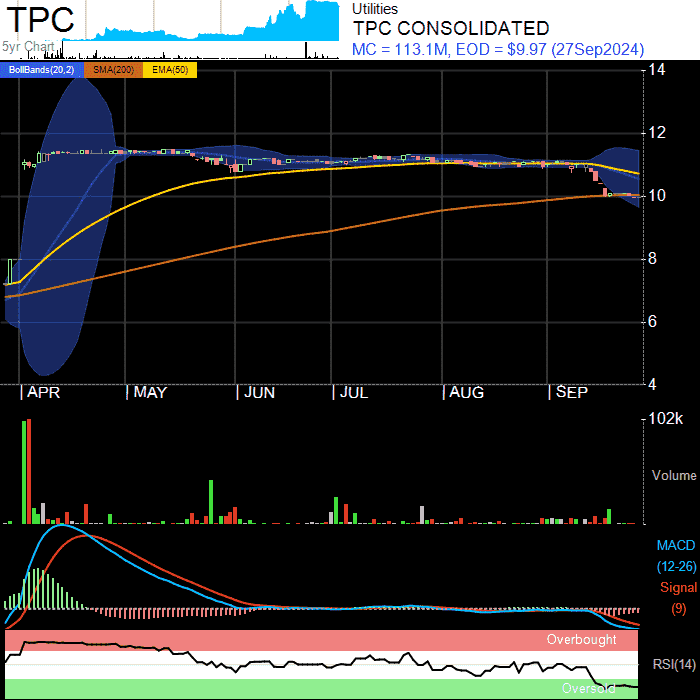 TPC
5yr Chart
Utilities
TPC CONSOLIDATED
MC = 113.1M, EOD = $9.97 (27Sep2024)
BollBands(20,2) SMA(200) EMA(50)
14
12
10
8
6
4
APR MAY JUN JUL AUG SEP
102k
Volume
MACD
(12-26)
Signal
(9)
Overbought
RSI(14)
Oversold